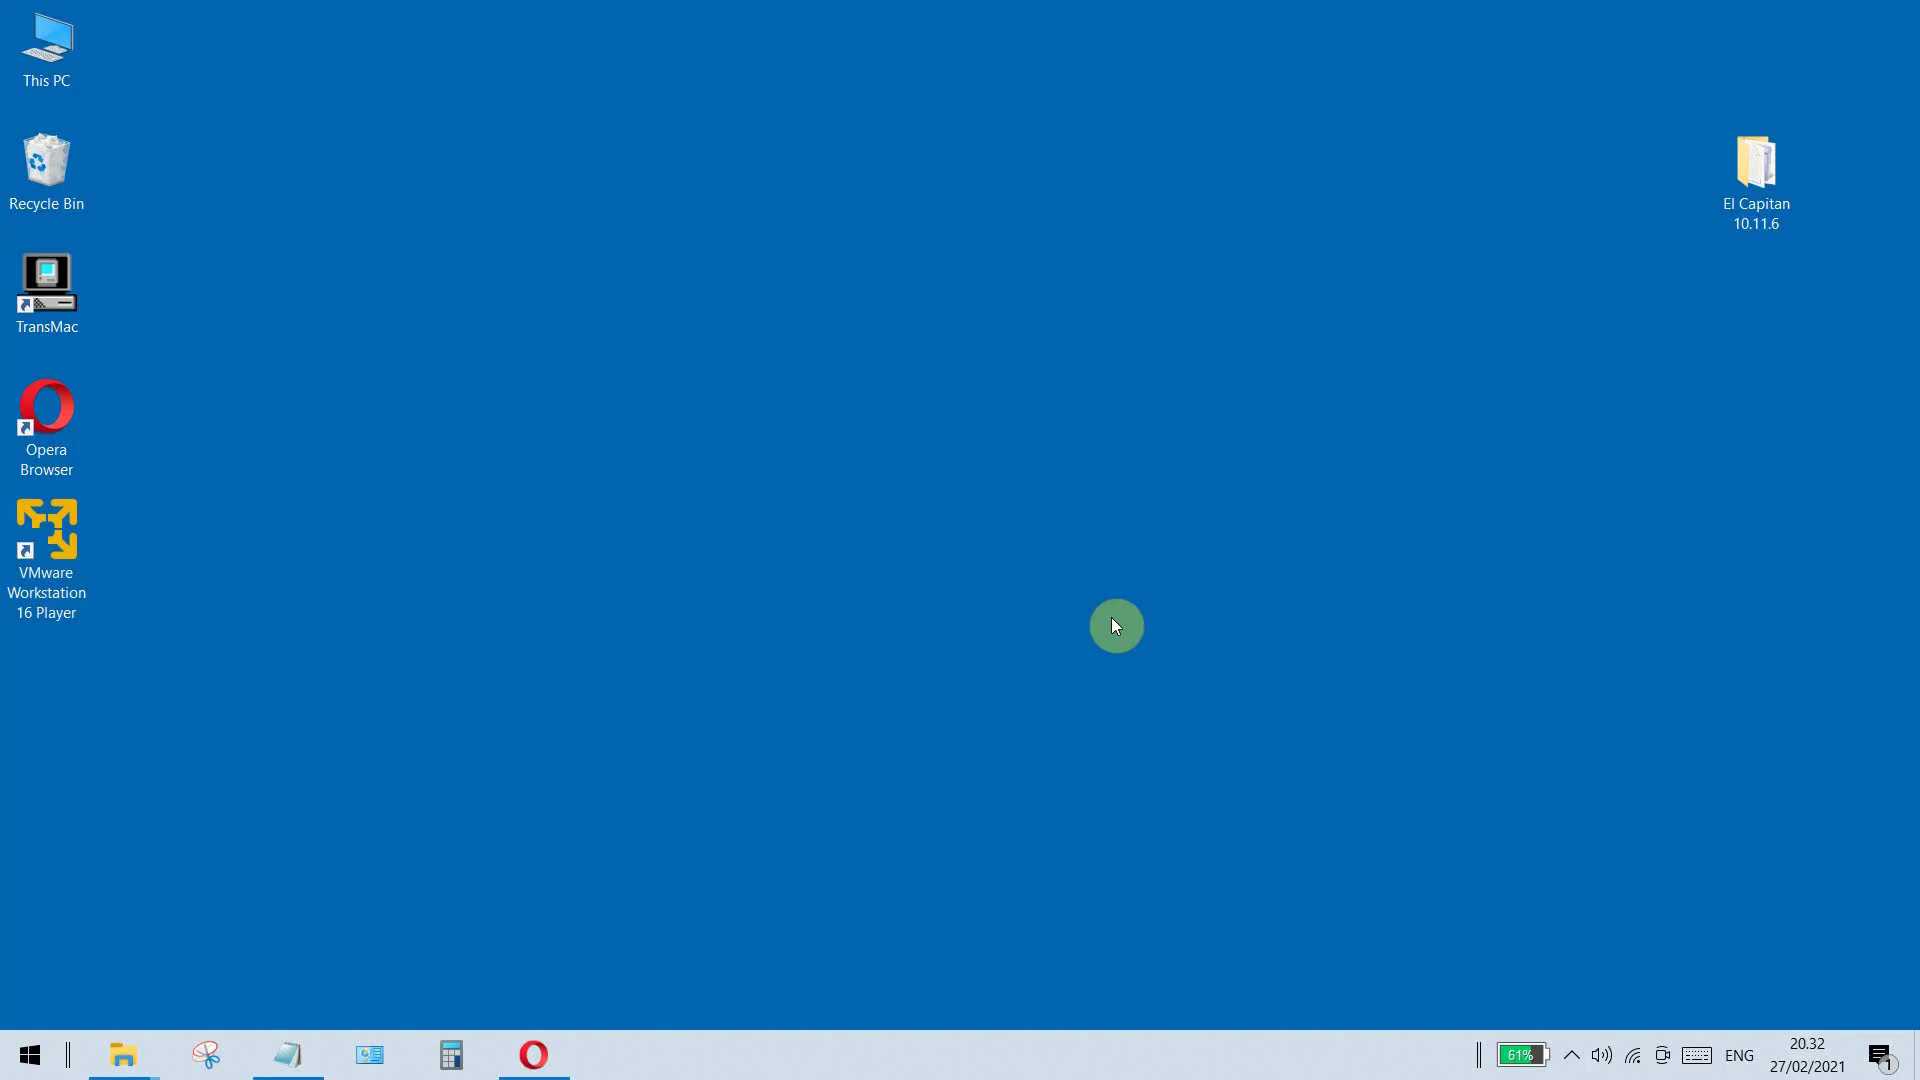 This PC
Recycle Bin
TransMac
Opera
Browser
VMware
Workstation
16 Player
El Capitan
10.11.6
61%
ENG
20.32
27/02/2021
1